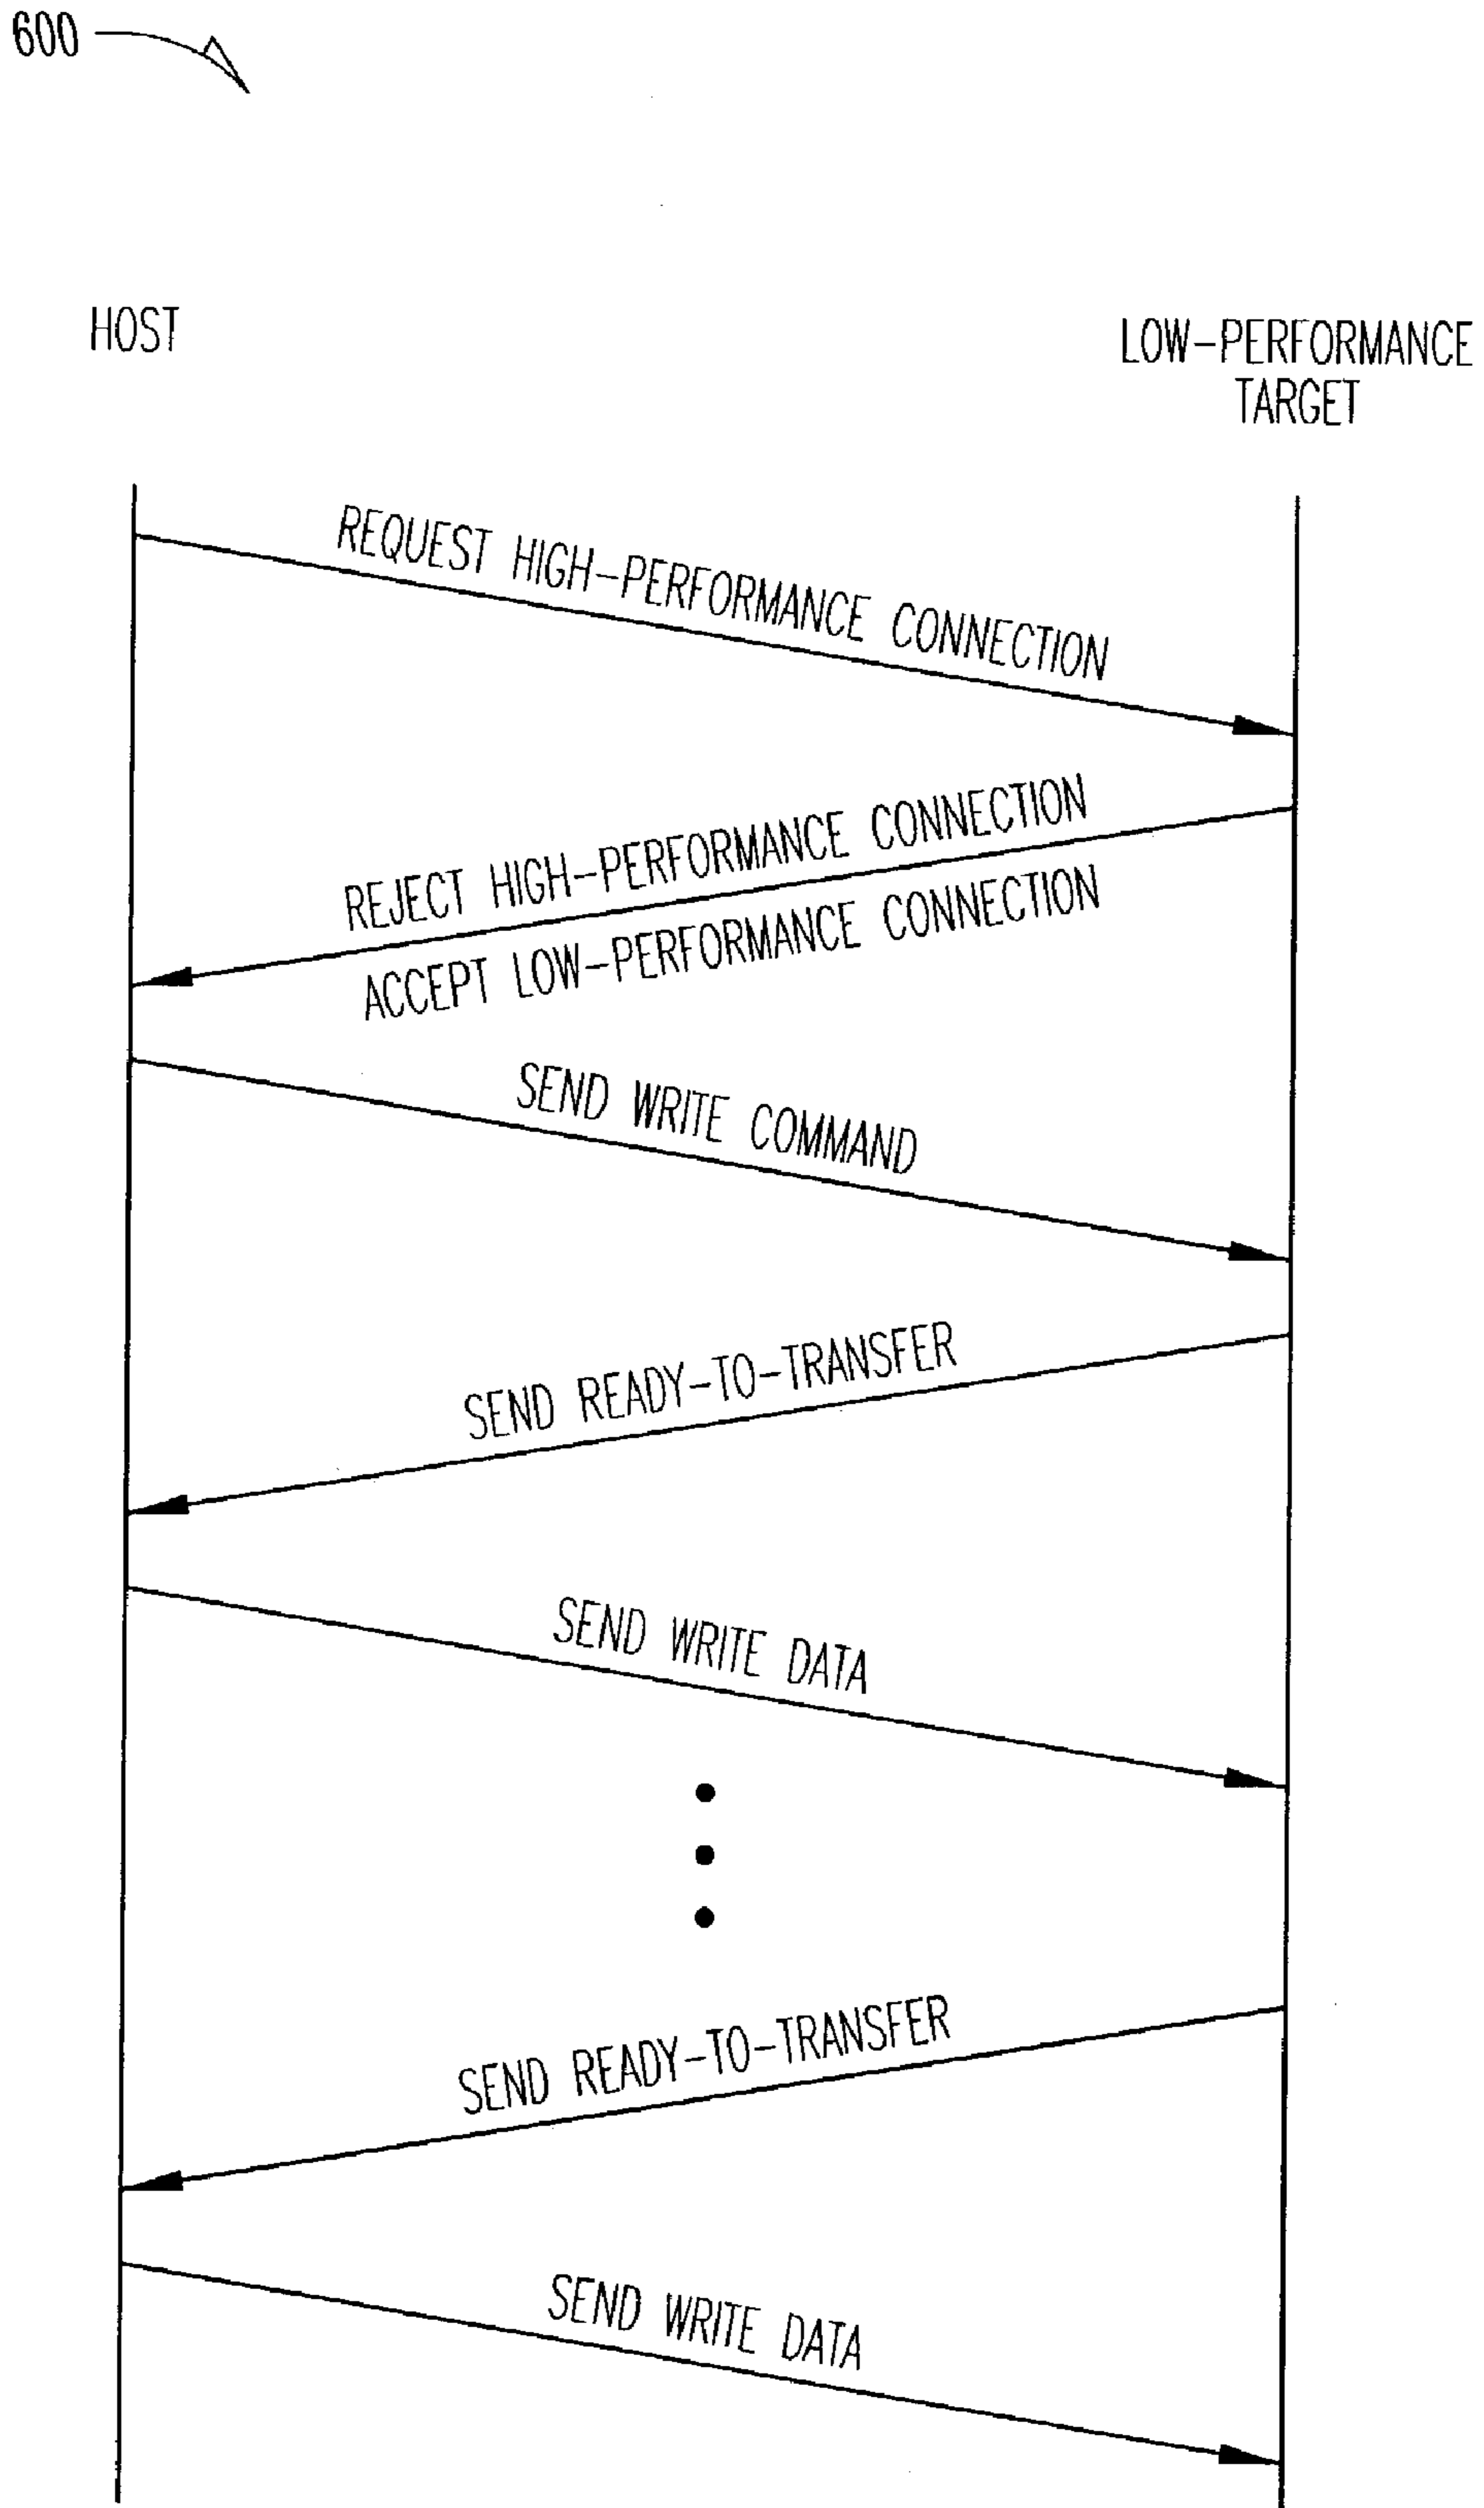 600
HOST
LOW-PERFORMANCE
TARGET
REQUEST HIGH-PERFORMANCE CONNECTION
REJECT HIGH-PERFORMANCE CONNECTION
ACCEPT LOW-PERFORMANCE CONNECTION
SEND WRITE COMMAND
SEND READY-TO-TRANSFER
SEND WRITE DATA
SEND READY-TO-TRANSFER
SEND WRITE DATA